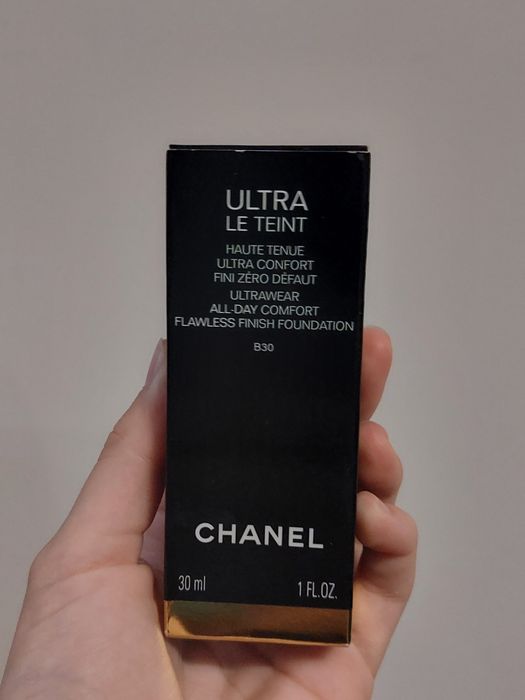 ULTRA
LE TEINT
HAUTE TENUE
ULTRA CONFORT
FINI ZÉRO DÉFAUT
ULTRAWEAR
ALL-DAY COMFORT
FLAWLESS FINISH FOUNDATION
B30
CHANEL
30 ml 1 FL.OZ.